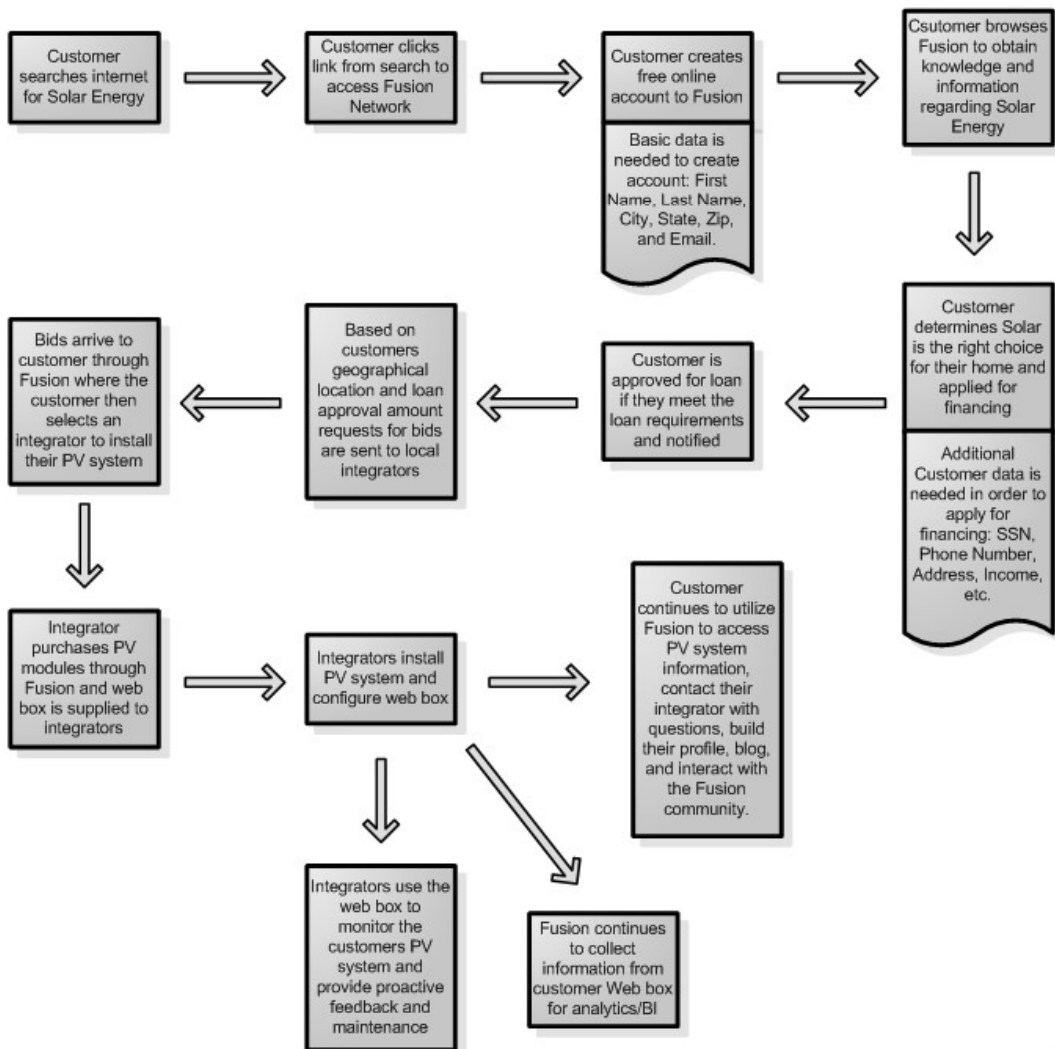 Customer
searches internet
for Solar Energy
Customer clicks
link from search to
access Fusion
Network
Customer creates
free online
account to Fusion
Basic data is
needed to create
account: First
Name, Last Name,
City, State, Zip,
and Email.
Csutomer browses
Fusion to obtain
knowledge and
information
regarding Solar
Energy
Customer
determines Solar
is the right choice
for their home and
applied for
financing
Additional
Customer data is
needed in order to
apply for
financing: SSN,
Phone Number,
Address, Income,
etc.
Customer is
approved for loan
if they meet the
loan requirements
and notified
Based on
customers
geographical
location and loan
approval amount
requests for bids
are sent to local
integrators
Bids arrive to
customer through
Fusion where the
customer then
selects an
integrator to install
their PV system
Integrator
purchases PV
modules through
Fusion and web
box is supplied to
integrators
Integrators install
PV system and
configure web box
Customer
continues to utilize
Fusion to access
PV system
information,
contact their
integrator with
questions, build
their profile, blog,
and interact with
the Fusion
community.
Integrators use the
web box to
monitor the
customers PV
system and
provide proactive
feedback and
maintenance
Fusion continues
to collect
information from
customer Web box
for analytics/BI